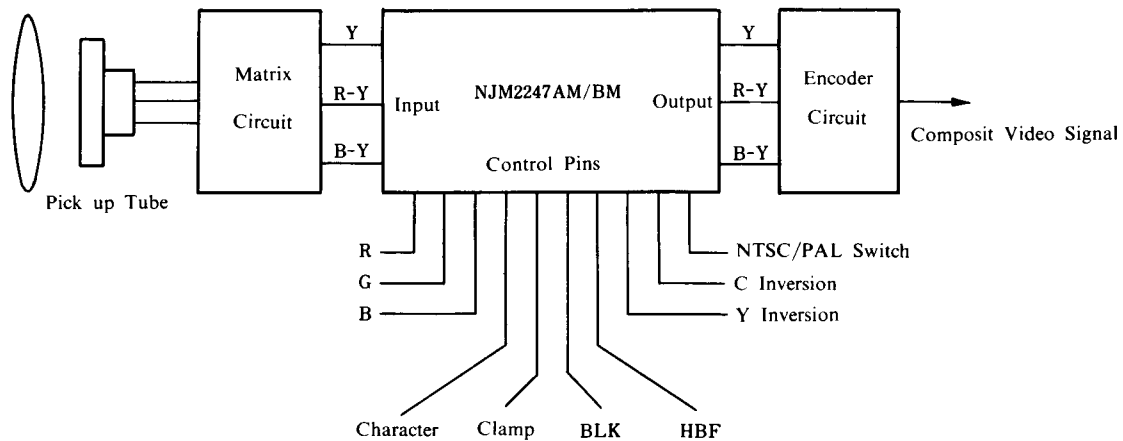 Y
Y
Matrix
Circuit
NJM2247AM/BM
Encoder
Circuit
R-Y
Input
Output
R-Y
Composit Video Signal
B-Y
Control Pins
B-Y
Pick up Tube
R
NTSC/PAL Switch
G
C Inversion
B
Y Inversion
Character
Clamp
BLK
HBF